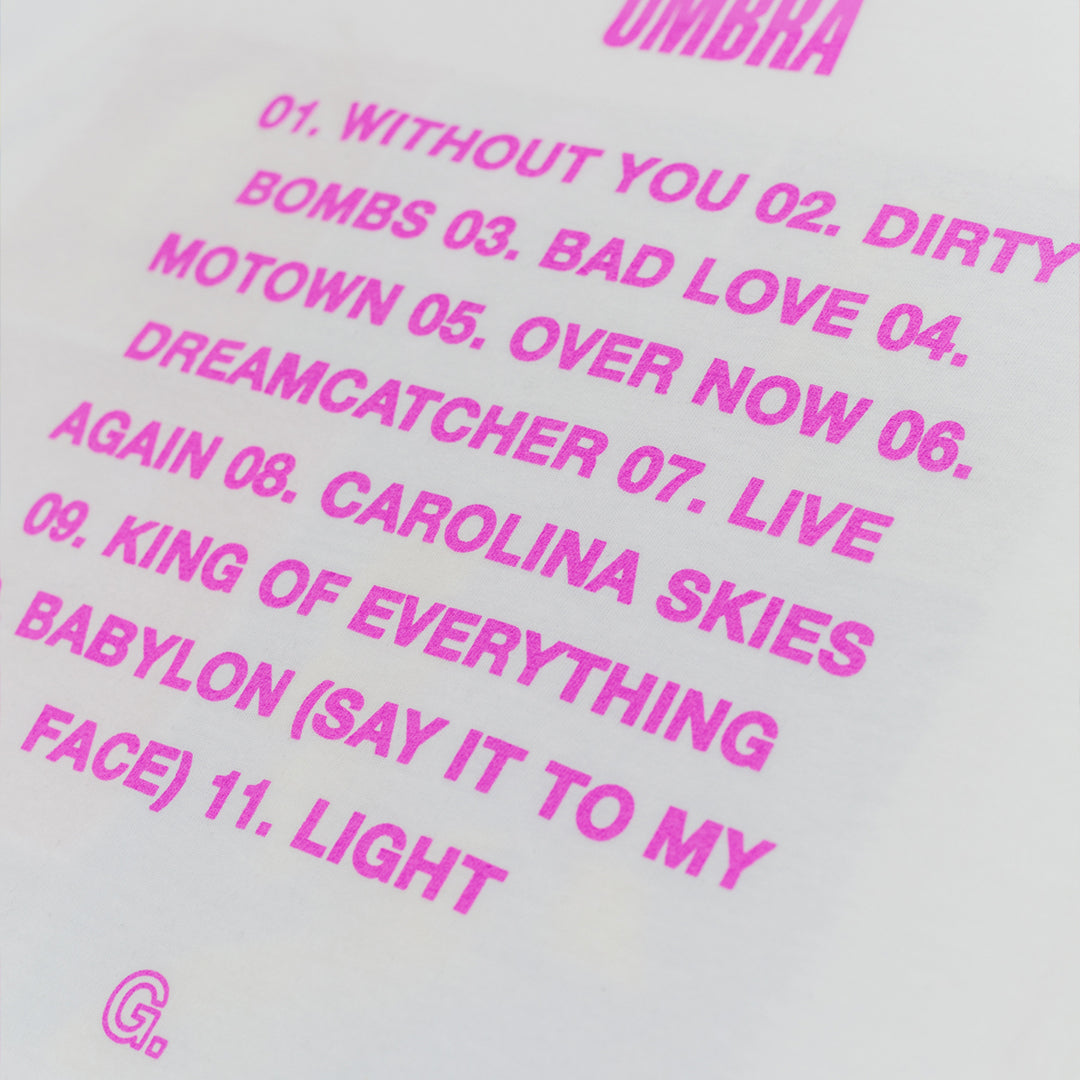 UMBRA
01. WITHOUT YOU 02. DIRTY
BOMBS 03. BAD LOVE 04.
MOTOWN 05. OVER NOW 06.
DREAMCATCHER 07. LIVE
AGAIN 08. CAROLINA SKIES
09. KING OF EVERYTHING
BABYLON (SAY IT TO MY
FACE) 11. LIGHT
G.